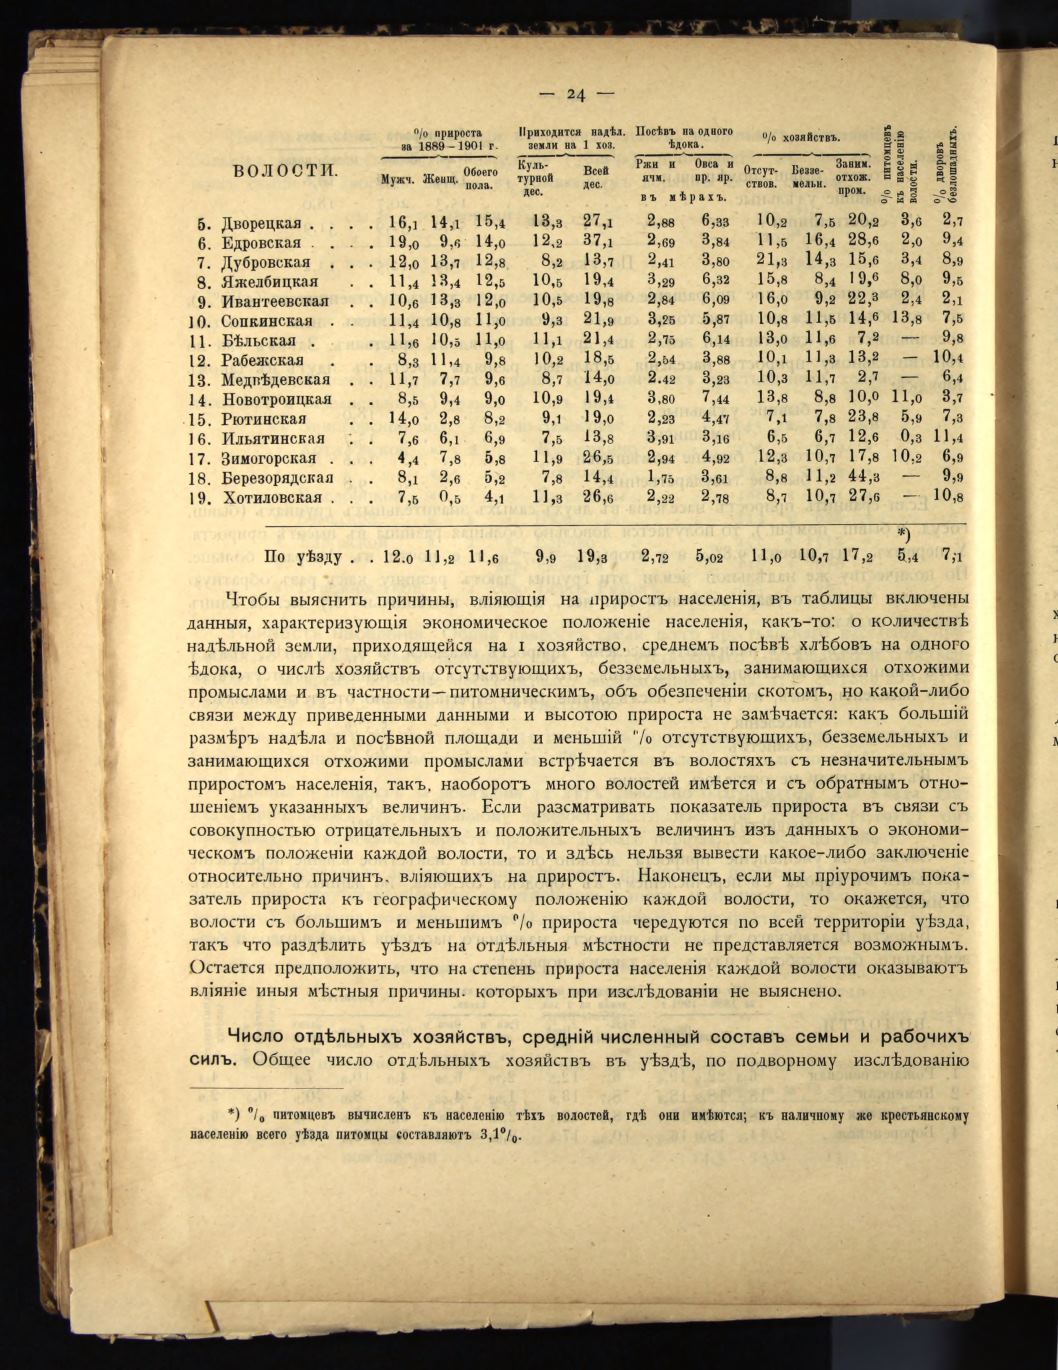 — 24 —
ВОЛОСТИ.
% прироста за 1889—1901 г.
Мужч. Женщ. Обоего пола.
Приходится надѣл. земли на 1 хоз.
Культурной дес. Всей дес.
Посѣвъ на одного ѣдока.
Ржи и ячм. Овса и пр. яр.
въ мѣрахъ.
% хозяйствъ.
Отсутствов. Беззомельн. Заним. отхож. пром.
% питомцевъ къ населенію волости.
% дворовъ безлошадныхъ.
5. Дворецкая . . . . 16,1 14,1 15,4 13,3 27,1 2,88 6,33 10,2 7,5 20,2 3,6 2,7
6. Едровская . . . . 19,0 9,6 14,0 12,2 37,1 2,69 3,84 11,5 16,4 28,6 2,0 9,4
7. Дубровская . . . 12,0 13,7 12,8 8,2 13,7 2,41 3,80 21,3 14,3 15,6 3,4 8,9
8. Яжелбицкая . . 11,4 13,4 12,5 10,5 19,4 3,29 6,32 15,8 8,4 19,6 8,0 9,5
9. Ивантеевская . . 10,6 13,3 12,0 10,5 19,8 2,84 6,09 16,0 9,2 22,3 2,4 2,1
10. Сопкинская . . 11,4 10,8 11,0 9,3 21,9 3,25 5,87 10,8 11,5 14,6 13,8 7,5
11. Бѣльская . . 11,6 10,5 11,0 11,1 21,4 2,75 6,14 13,0 11,6 7,2 — 9,8
12. Рабежская . 8,3 11,4 9,8 10,2 18,5 2,54 3,88 10,1 11,3 13,2 — 10,4
13. Медвѣдевская . . 11,7 7,7 9,6 8,7 14,0 2.42 3,23 10,3 11,7 2,7 — 6,4
14. Новотроицкая . . 8,5 9,4 9,0 10,9 19,4 3,80 7,44 13,8 8,8 10,0 11,0 3,7
15. Рютинская . . 14,0 2,8 8,2 9,1 19,0 2,23 4,47 7,1 7,8 23,8 5,9 7,3
16. Ильятинская . . 7,6 6,1 6,9 7,5 13,8 3,91 3,16 6,5 6,7 12,6 0,3 11,4
17. Зимогорская . . . 4,4 7,8 5,8 11,9 26,5 2,94 4,92 12,3 10,7 17,8 10,2 6,9
18. Березорядская . . 8,1 2,6 5,2 7,8 14,4 1,75 3,61 8,8 11,2 44,3 — 9,9
19. Хотиловская . . . 7,5 0,5 4,1 11,3 26,6 2,22 2,78 8,7 10,7 27,6 — 10,8
*)
По уѣзду . . 12.0 11,2 11,6 9,9 19,3 2,72 5,02 11,0 10,7 17,2 5,4 7,1
Чтобы выяснить причины, вліяющія на приростъ населенія, въ таблицы включены
данныя, характеризующія экономическое положеніе населенія, какъ-то: о количествѣ
надѣльной земли, приходящейся на 1 хозяйство, среднемъ посѣвѣ хлѣбовъ на одного
ѣдока, о числѣ хозяйствъ отсутствующихъ, безземельныхъ, занимающихся отхожими
промыслами и въ частности—питомническимъ, объ обезпеченіи скотомъ, но какой-либо
связи между приведенными данными и высотою прироста не замѣчается: какъ большій
размѣръ надѣла и посѣвной площади и меньшій % отсутствующихъ, безземельныхъ и
занимающихся отхожими промыслами встрѣчается въ волостяхъ съ незначительнымъ
приростомъ населенія, такъ, наоборотъ много волостей имѣется и съ обратнымъ отно-
шеніемъ указанныхъ величинъ. Если разсматривать показатель прироста въ связи съ
совокупностью отрицательныхъ и положительныхъ величинъ изъ данныхъ о экономи-
ческомъ положеніи каждой волости, то и здѣсь нельзя вывести какое-либо заключеніе
относительно причинъ. вліяющихъ на приростъ. Наконецъ, если мы пріурочимъ пока-
затель прироста къ географическому положенію каждой волости, то окажется, что
волости съ большимъ и меньшимъ % прироста чередуются по всей территоріи уѣзда,
такъ что раздѣлить уѣздъ на отдѣльныя мѣстности не представляется возможнымъ.
Остается предположить, что на степень прироста населенія каждой волости оказываютъ
вліяніе иныя мѣстныя причины. которыхъ при изслѣдованіи не выяснено.
Число отдѣльныхъ хозяйствъ, средній численный составъ семьи и рабочихъ
силъ. Общее число отдѣльныхъ хозяйствъ въ уѣздѣ, по подворному изслѣдованію
*) % питомцевъ вычисленъ къ населенію тѣхъ волостей, гдѣ они имѣются; къ наличному же крестьянскому
населенію всего уѣзда питомцы составляютъ 3,1%.